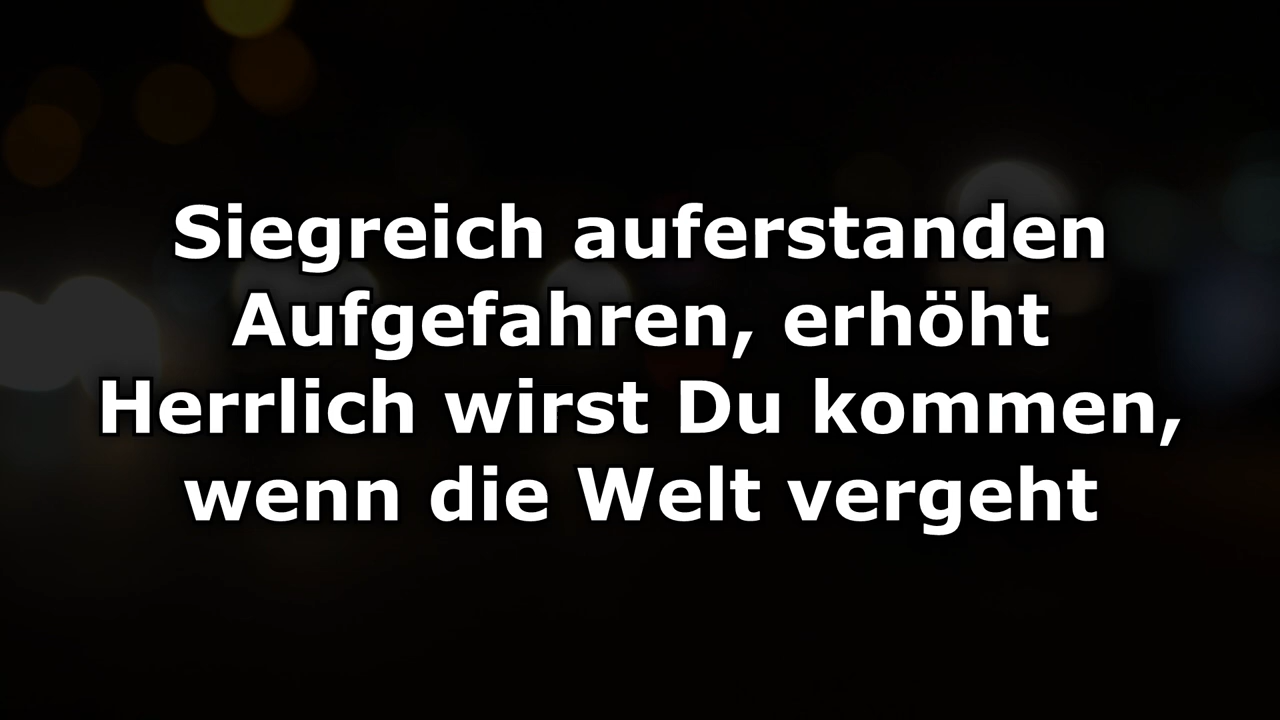 Siegreich auferstanden
Aufgefahren, erhöht
Herrlich wirst Du kommen,
wenn die Welt vergeht